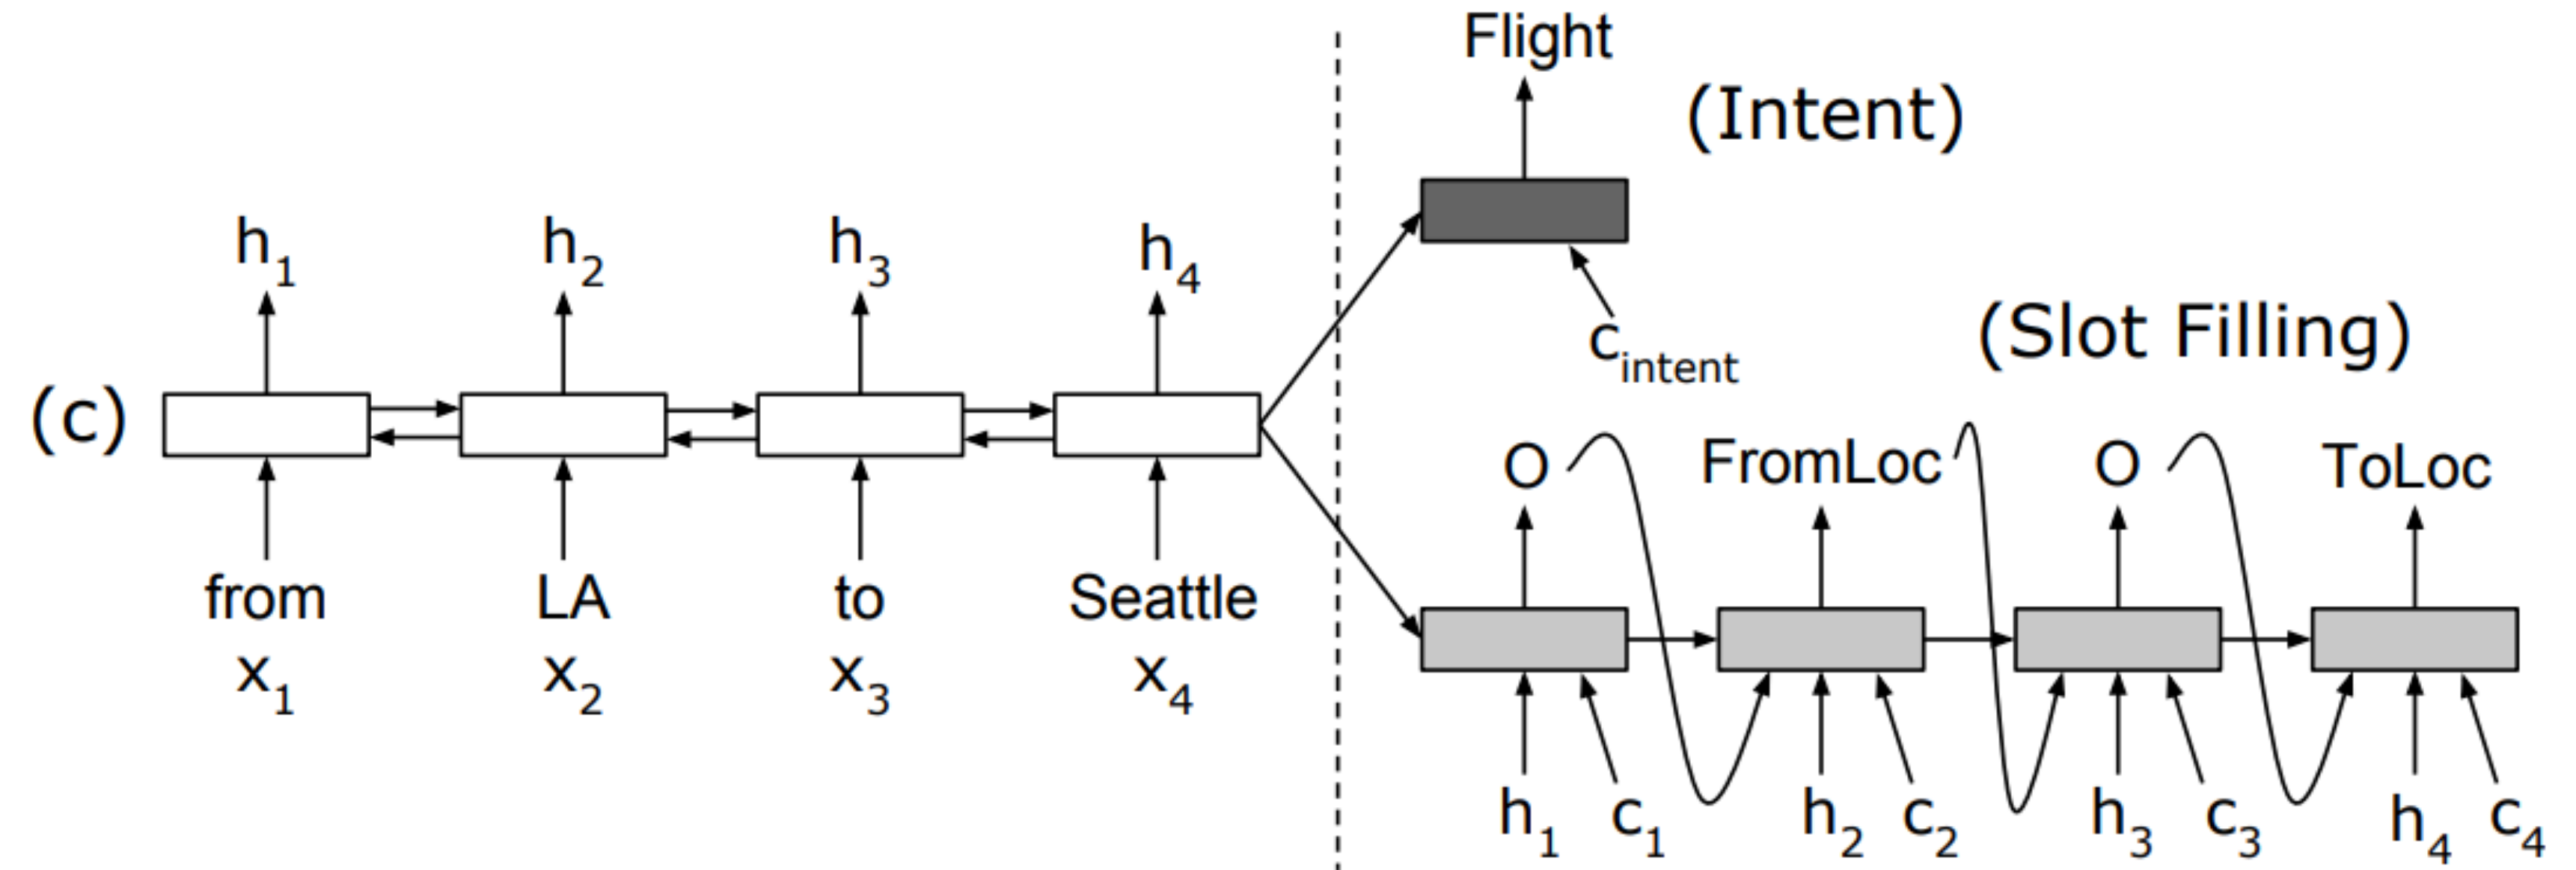 Flight
(Intent)
h1 h2 h3 h4
cintent
(Slot Filling)
(c)
O FromLoc O ToLoc
from LA to Seattle
x1 x2 x3 x4
h1 c1 h2 c2 h3 c3 h4 c4